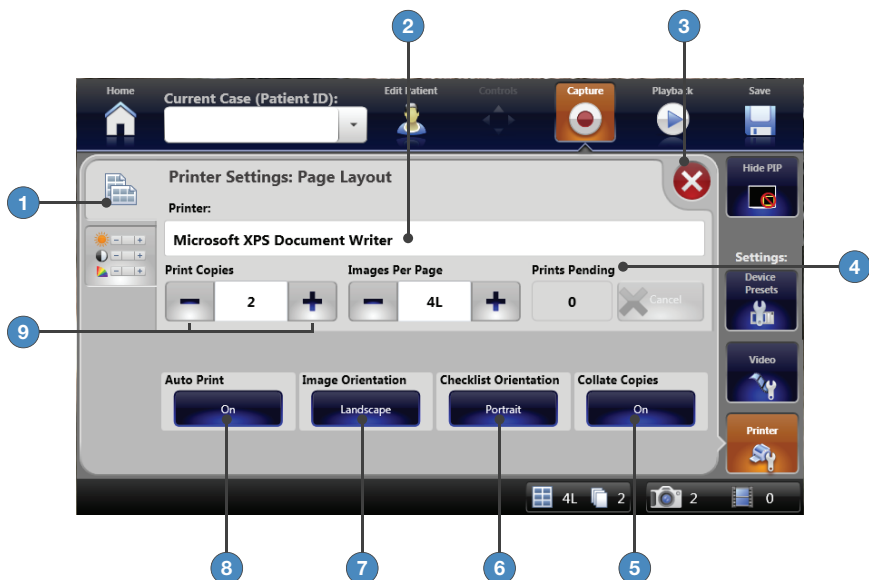 2
3
Home
Current Case (Patient ID):
Edit Patient
Controls
Capture
Playback
Save
1
Printer Settings: Page Layout
Hide PIP
Printer:
Microsoft XPS Document Writer
Settings:
4
Print Copies
Images Per Page
Prints Pending
Device
Presets
2
4L
0
Cancel
9
Video
Auto Print
Image Orientation
Checklist Orientation
Collate Copies
On
Landscape
Portrait
On
Printer
4L
2
2
0
8
7
6
5